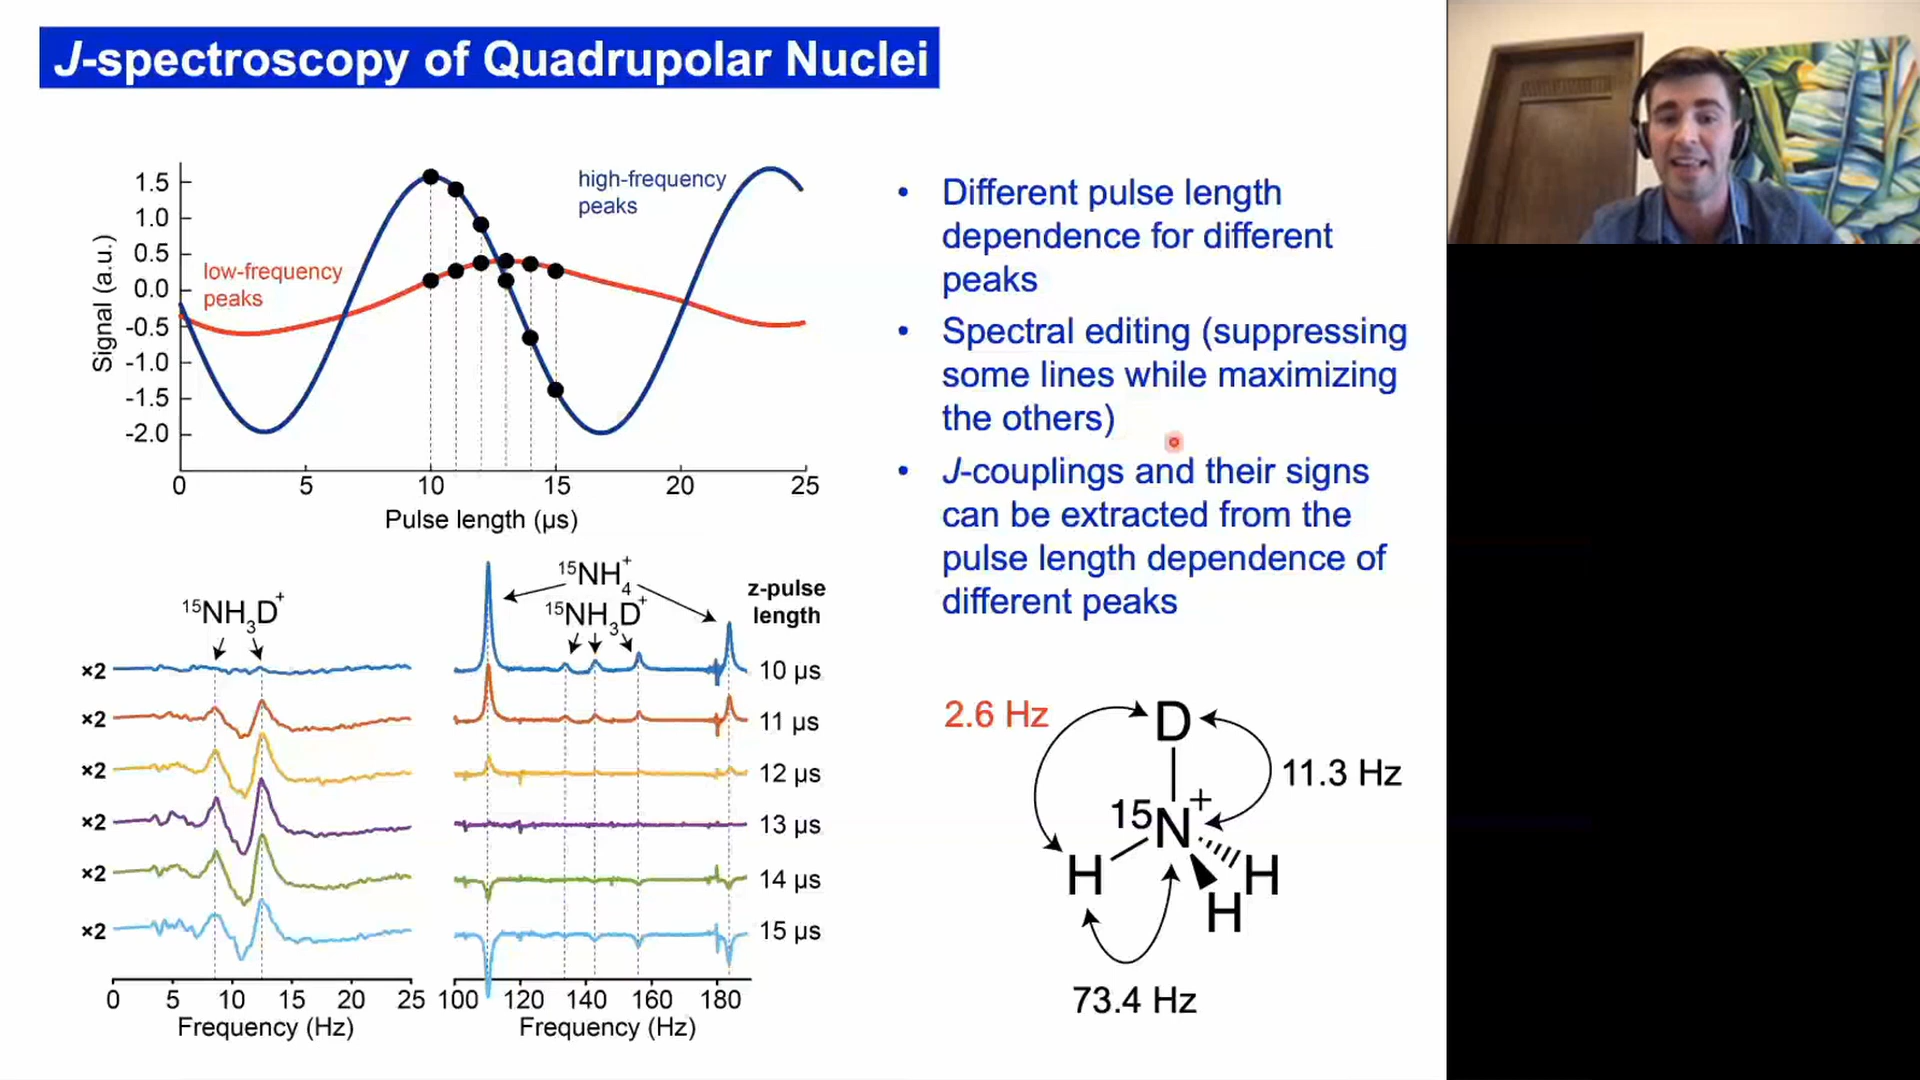 J-spectroscopy of Quadrupolar Nuclei
Signal (a.u.)
1.5
1.0
0.5
0.0
-0.5
-1.0
-1.5
-2.0
high-frequency
peaks
low-frequency
peaks
0 5 10 15 20 25
Pulse length (µs)
• Different pulse length
dependence for different
peaks
• Spectral editing (suppressing
some lines while maximizing
the others)
• J-couplings and their signs
can be extracted from the
pulse length dependence of
different peaks
¹⁵NH₃D⁺
¹⁵NH₄⁺
¹⁵NH₃D⁺
z-pulse
length
×2 10 µs
×2 11 µs
×2 12 µs
×2 13 µs
×2 14 µs
×2 15 µs
0 5 10 15 20 25
Frequency (Hz)
100 120 140 160 180
Frequency (Hz)
2.6 Hz
D
11.3 Hz
¹⁵N⁺
H
H
H
73.4 Hz